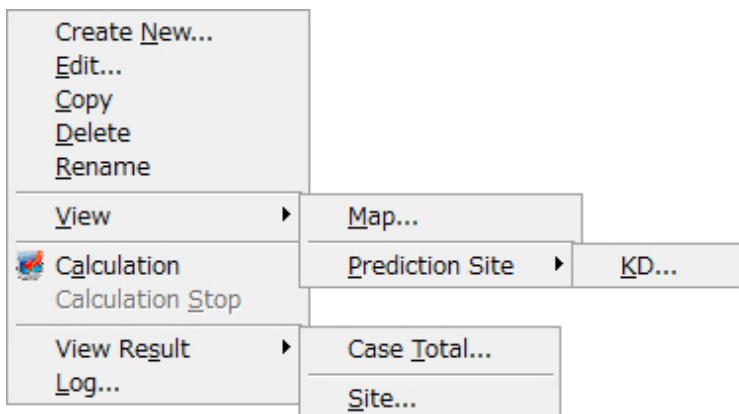 Create New...
Edit...
Copy
Delete
Rename
View
Map...
Calculation
Prediction Site
KD...
Calculation Stop
View Result
Case Total...
Log...
Site...